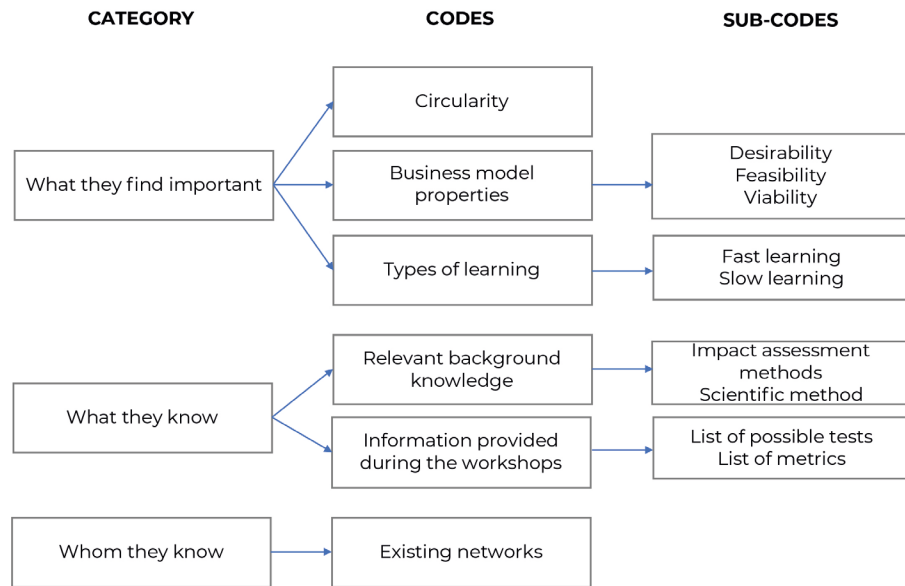 CATEGORY
CODES
SUB-CODES
What they find important
Circularity
Business model
properties
Desirability
Feasibility
Viability
Types of learning
Fast learning
Slow learning
What they know
Relevant background
knowledge
Impact assessment
methods
Scientific method
Information provided
during the workshops
List of possible tests
List of metrics
Whom they know
Existing networks